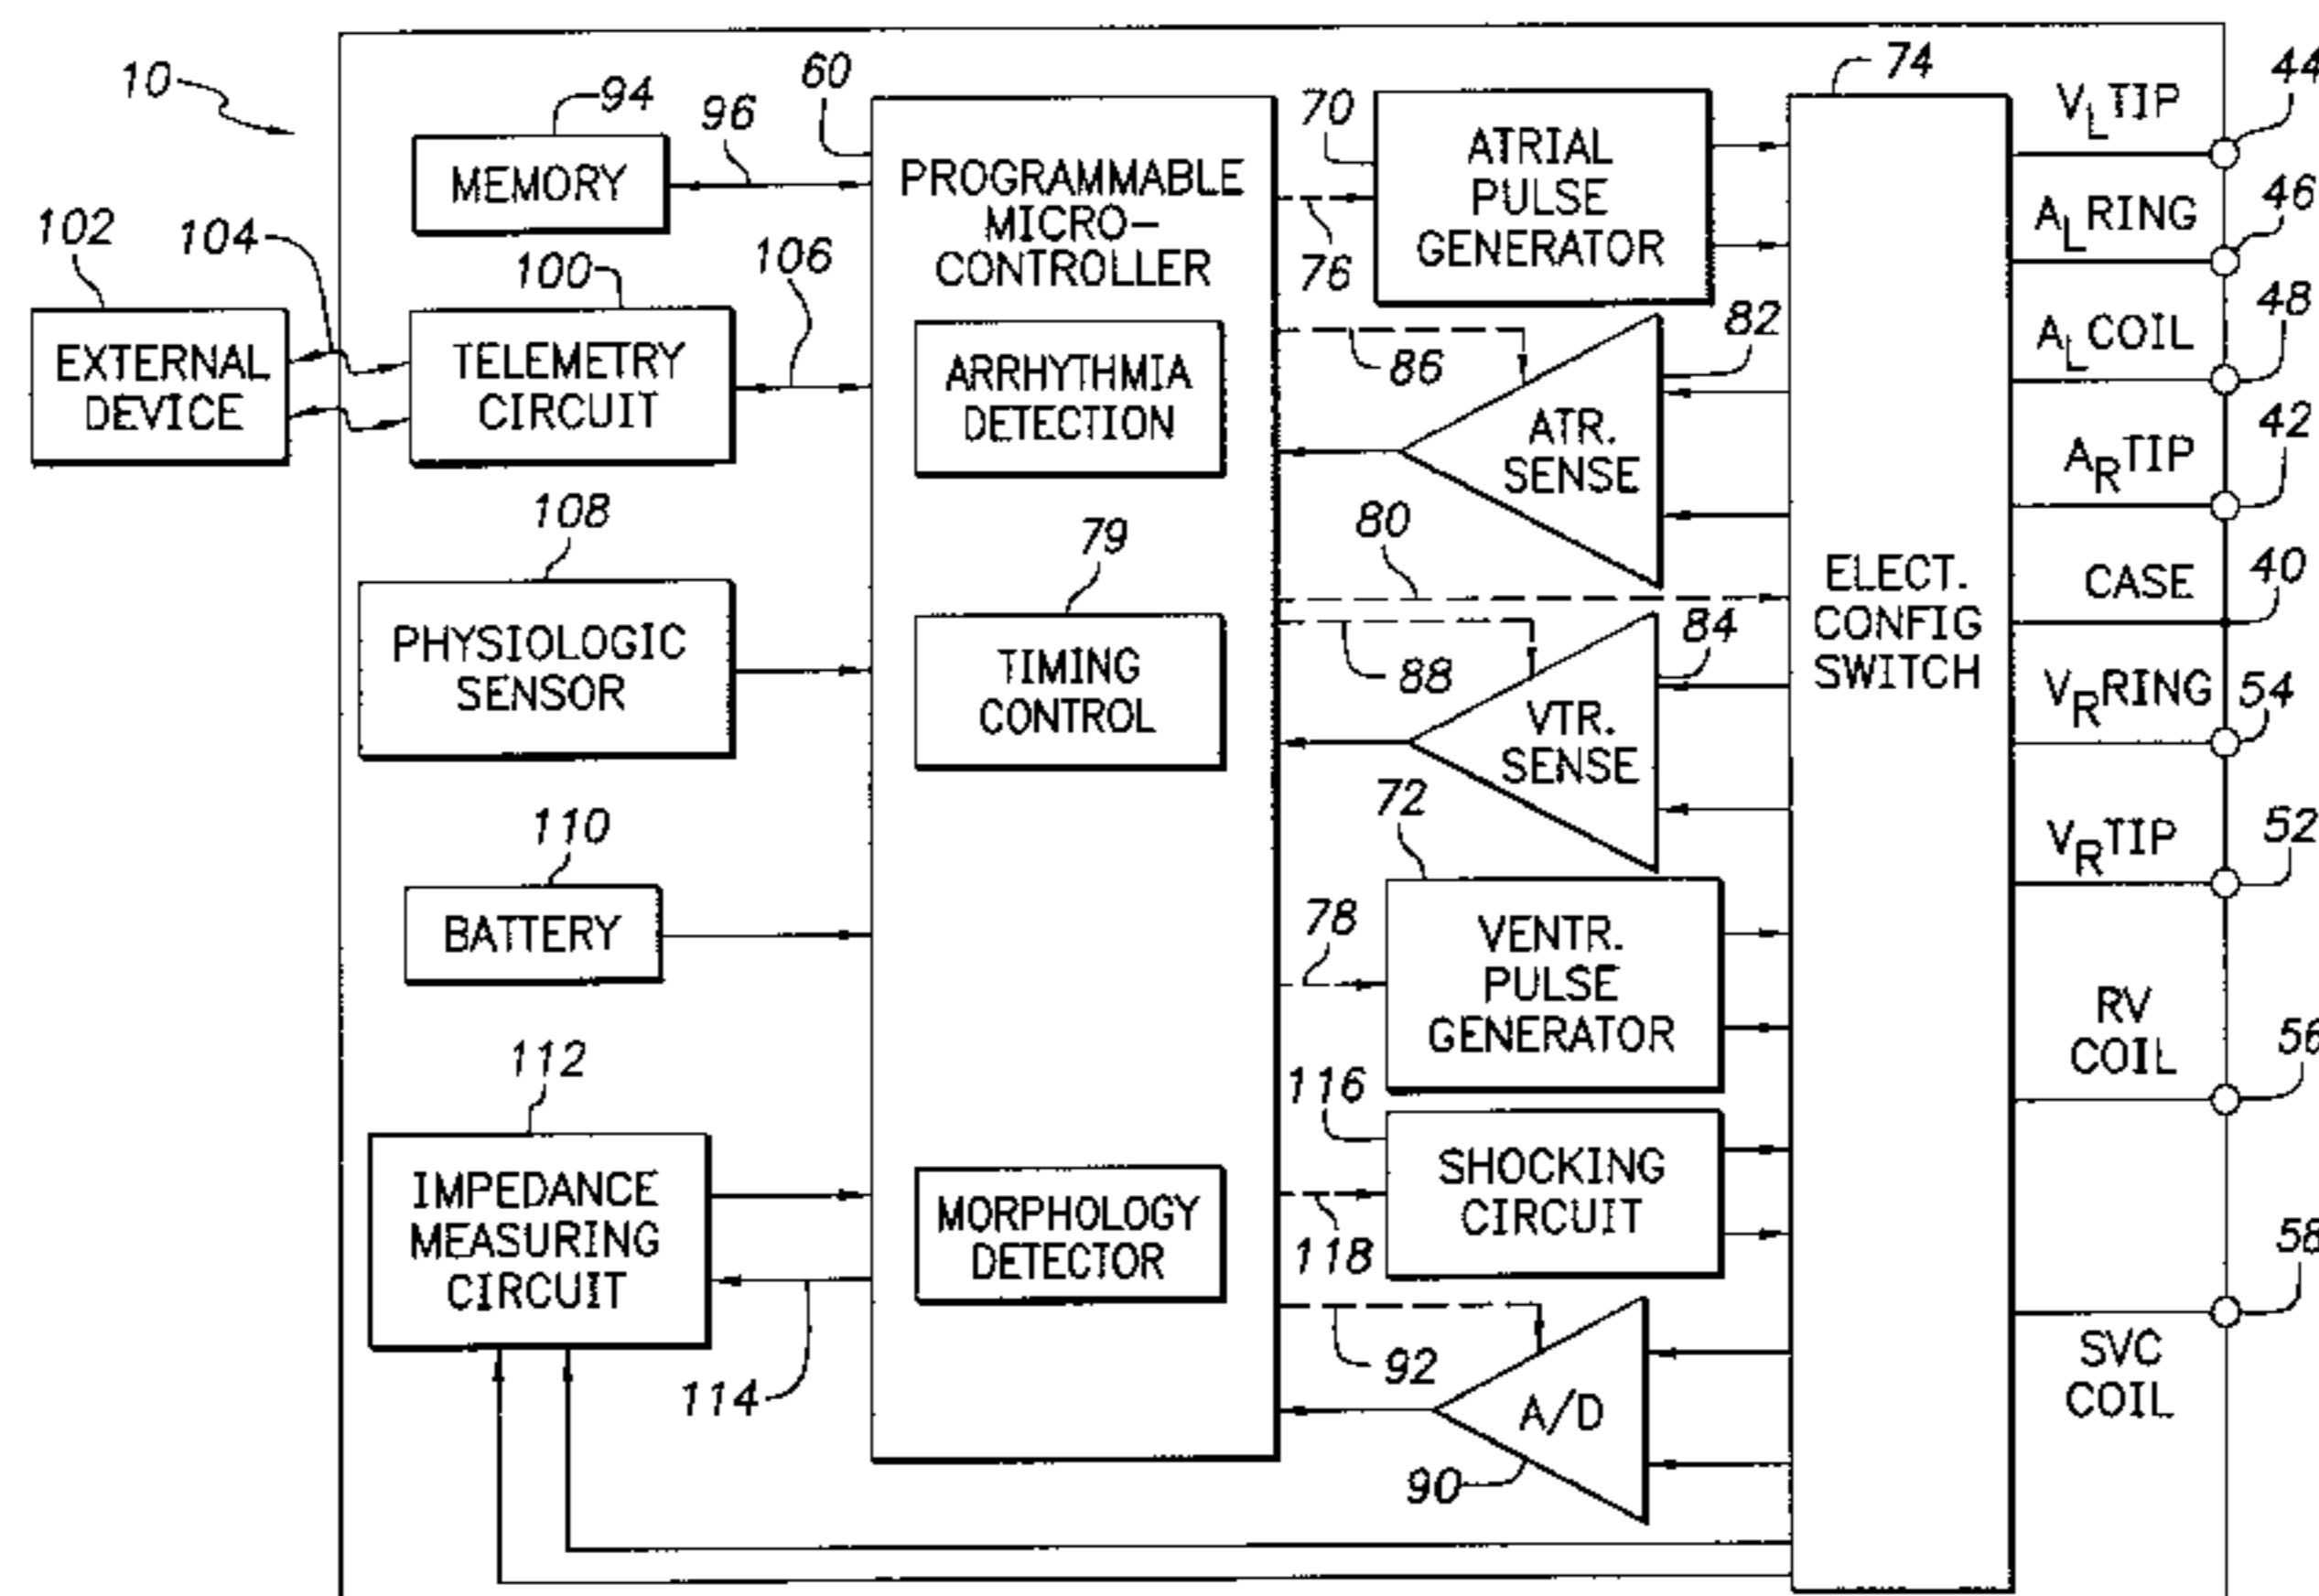 10
94
96
60
70
74
44
MEMORY
PROGRAMMABLE
MICRO-
CONTROLLER
ATRIAL
PULSE
GENERATOR
VLTIP
ALRING
46
102
104
100
106
76
EXTERNAL
DEVICE
TELEMETRY
CIRCUIT
ARRHYTHMIA
DETECTION
86
82
ATR.
SENSE
ALCOIL
48
ARTIP
42
108
79
80
PHYSIOLOGIC
SENSOR
TIMING
CONTROL
88
84
VTR.
SENSE
ELECT.
CONFIG
SWITCH
CASE
40
VRRING
54
110
72
BATTERY
78
VENTR.
PULSE
GENERATOR
VRTIP
52
RV
COIL
56
112
116
IMPEDANCE
MEASURING
CIRCUIT
MORPHOLOGY
DETECTOR
118
SHOCKING
CIRCUIT
58
114
92
A/D
90
SVC
COIL